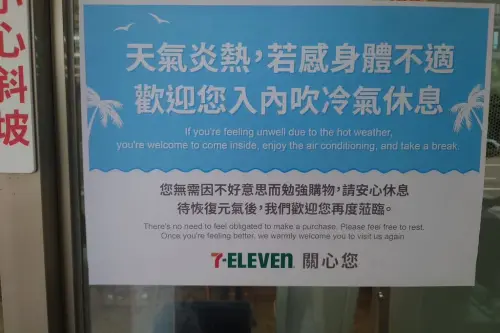 小心斜坡
天氣炎熱,若感身體不適
歡迎您入內吹冷氣休息
If you're feeling unwell due to the hot weather,
you're welcome to come inside, enjoy the air conditioning, and take a break.
您無需因不好意思而勉強購物,請安心休息
待恢復元氣後,我們歡迎您再度蒞臨。
There's no need to feel obligated to make a purchase. Please feel free to rest.
Once you're feeling better, we warmly welcome you to visit us again
7-ELEVEN 關心您